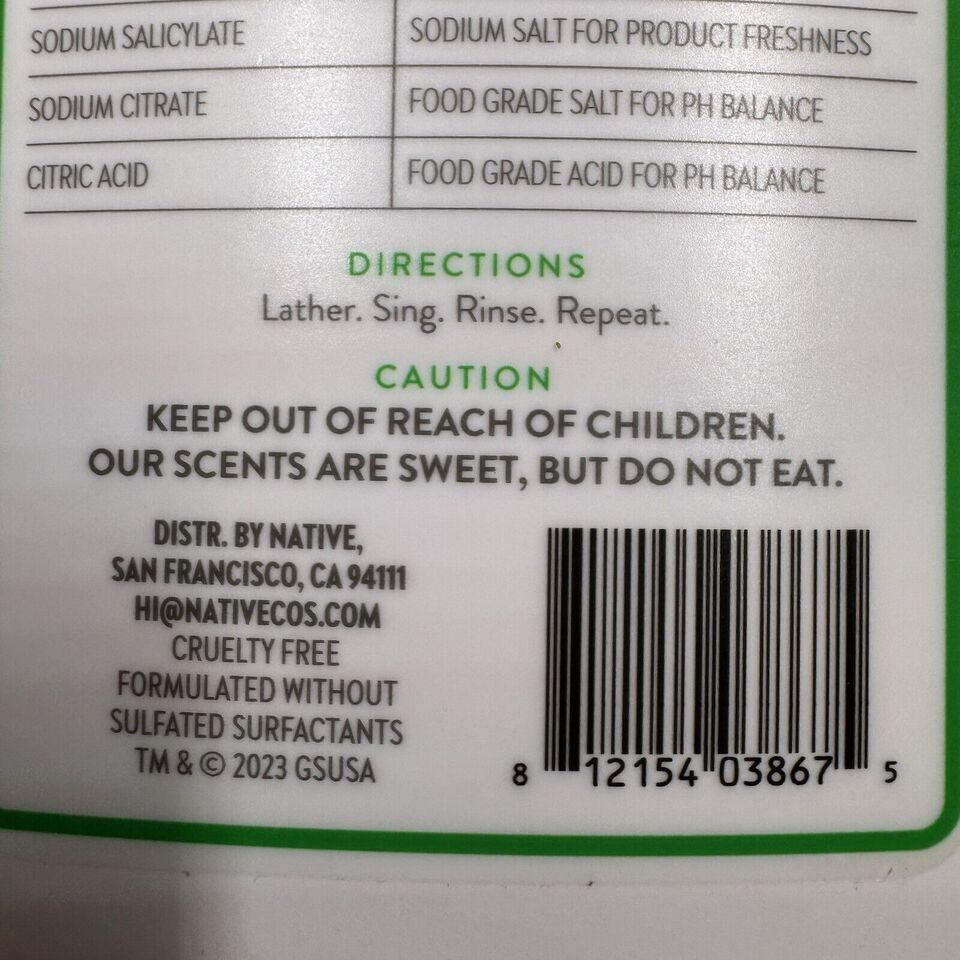 SODIUM SALICYLATE SODIUM SALT FOR PRODUCT FRESHNESS
SODIUM CITRATE FOOD GRADE SALT FOR PH BALANCE
CITRIC ACID FOOD GRADE ACID FOR PH BALANCE
DIRECTIONS
Lather. Sing. Rinse. Repeat.
CAUTION
KEEP OUT OF REACH OF CHILDREN.
OUR SCENTS ARE SWEET, BUT DO NOT EAT.
DISTR. BY NATIVE,
SAN FRANCISCO, CA 94111
HI@NATIVECOS.COM
CRUELTY FREE
FORMULATED WITHOUT
SULFATED SURFACTANTS
TM & © 2023 GSUSA
8 12154 03867 5